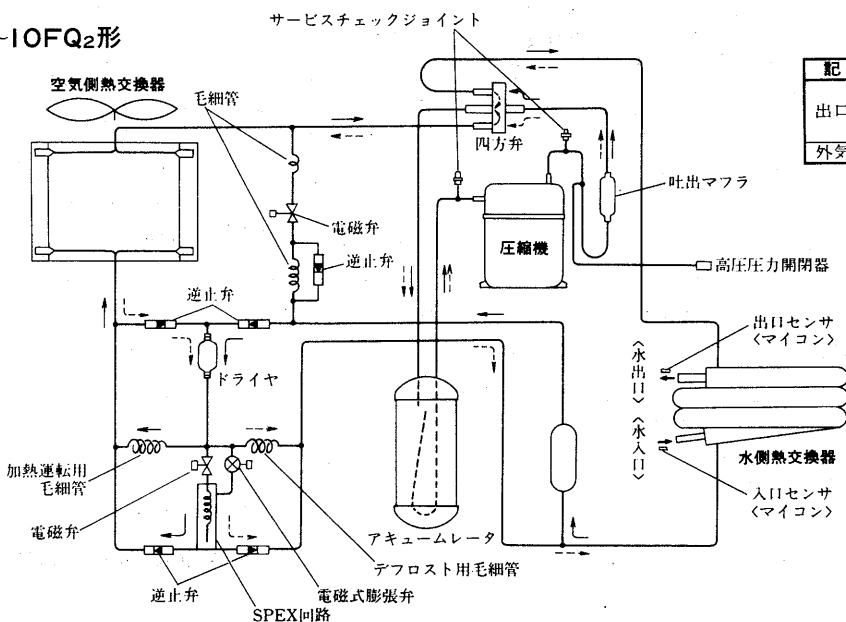 -10FQ2形
サービスチェックジョイント
空気側熱交換器
毛細管
記
出口
外気
四方弁
吐出マフラ
電磁弁
圧縮機
逆止弁
高圧圧力開閉器
逆止弁
出口センサ
〈マイコン〉
〈水出口〉
ドライヤ
〈水入口〉
水側熱交換器
加熱運転用
毛細管
入口センサ
〈マイコン〉
電磁弁
アキュームレータ
デフロスト用毛細管
逆止弁
電磁式膨張弁
SPEX回路